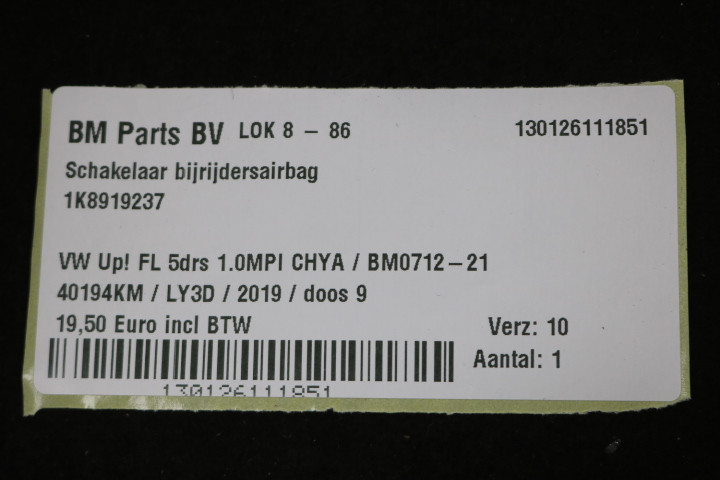 BM Parts BV LOK 8 - 86 130126111851
Schakelaar bijrijdersairbag
1K8919237
VW Up! FL 5drs 1.0MPI CHYA / BM0712-21
40194KM / LY3D / 2019 / doos 9
19,50 Euro incl BTW Verz: 10
Aantal: 1
130126111851